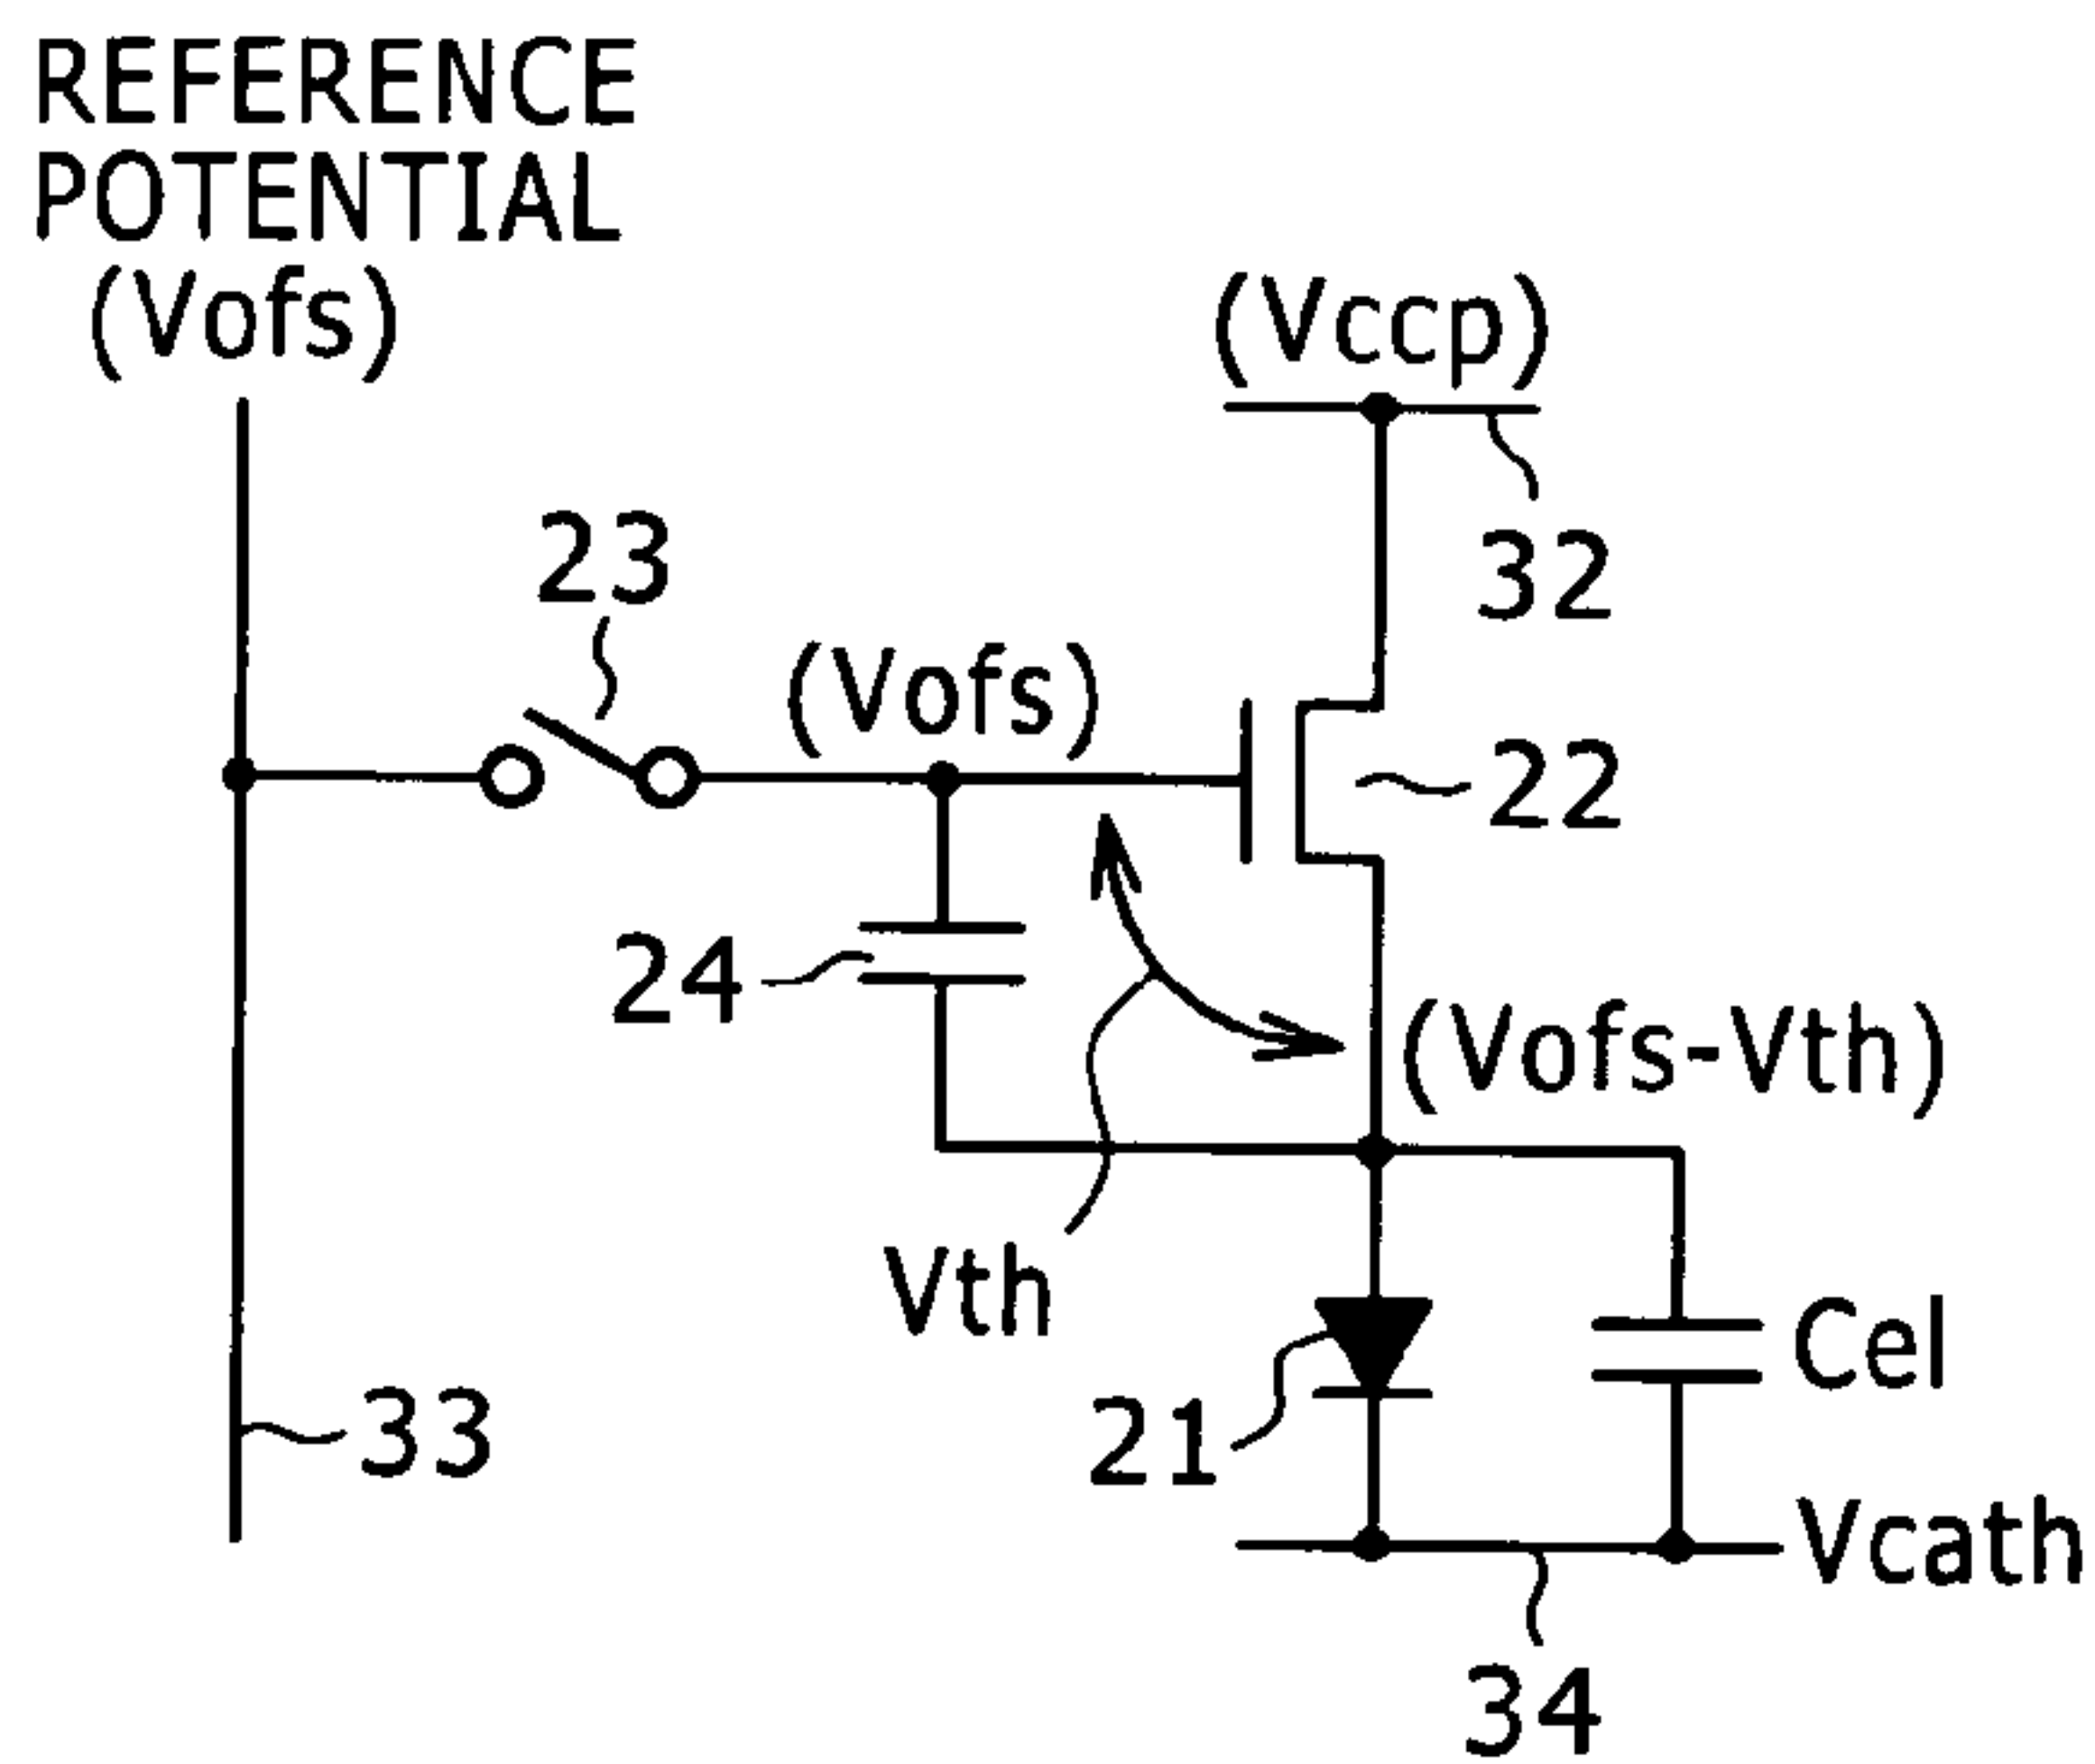 REFERENCE
POTENTIAL
(Vofs)
(Vccp)
23
32
(Vofs)
22
24
(Vofs-Vth)
Vth
Cel
21
33
Vcath
34